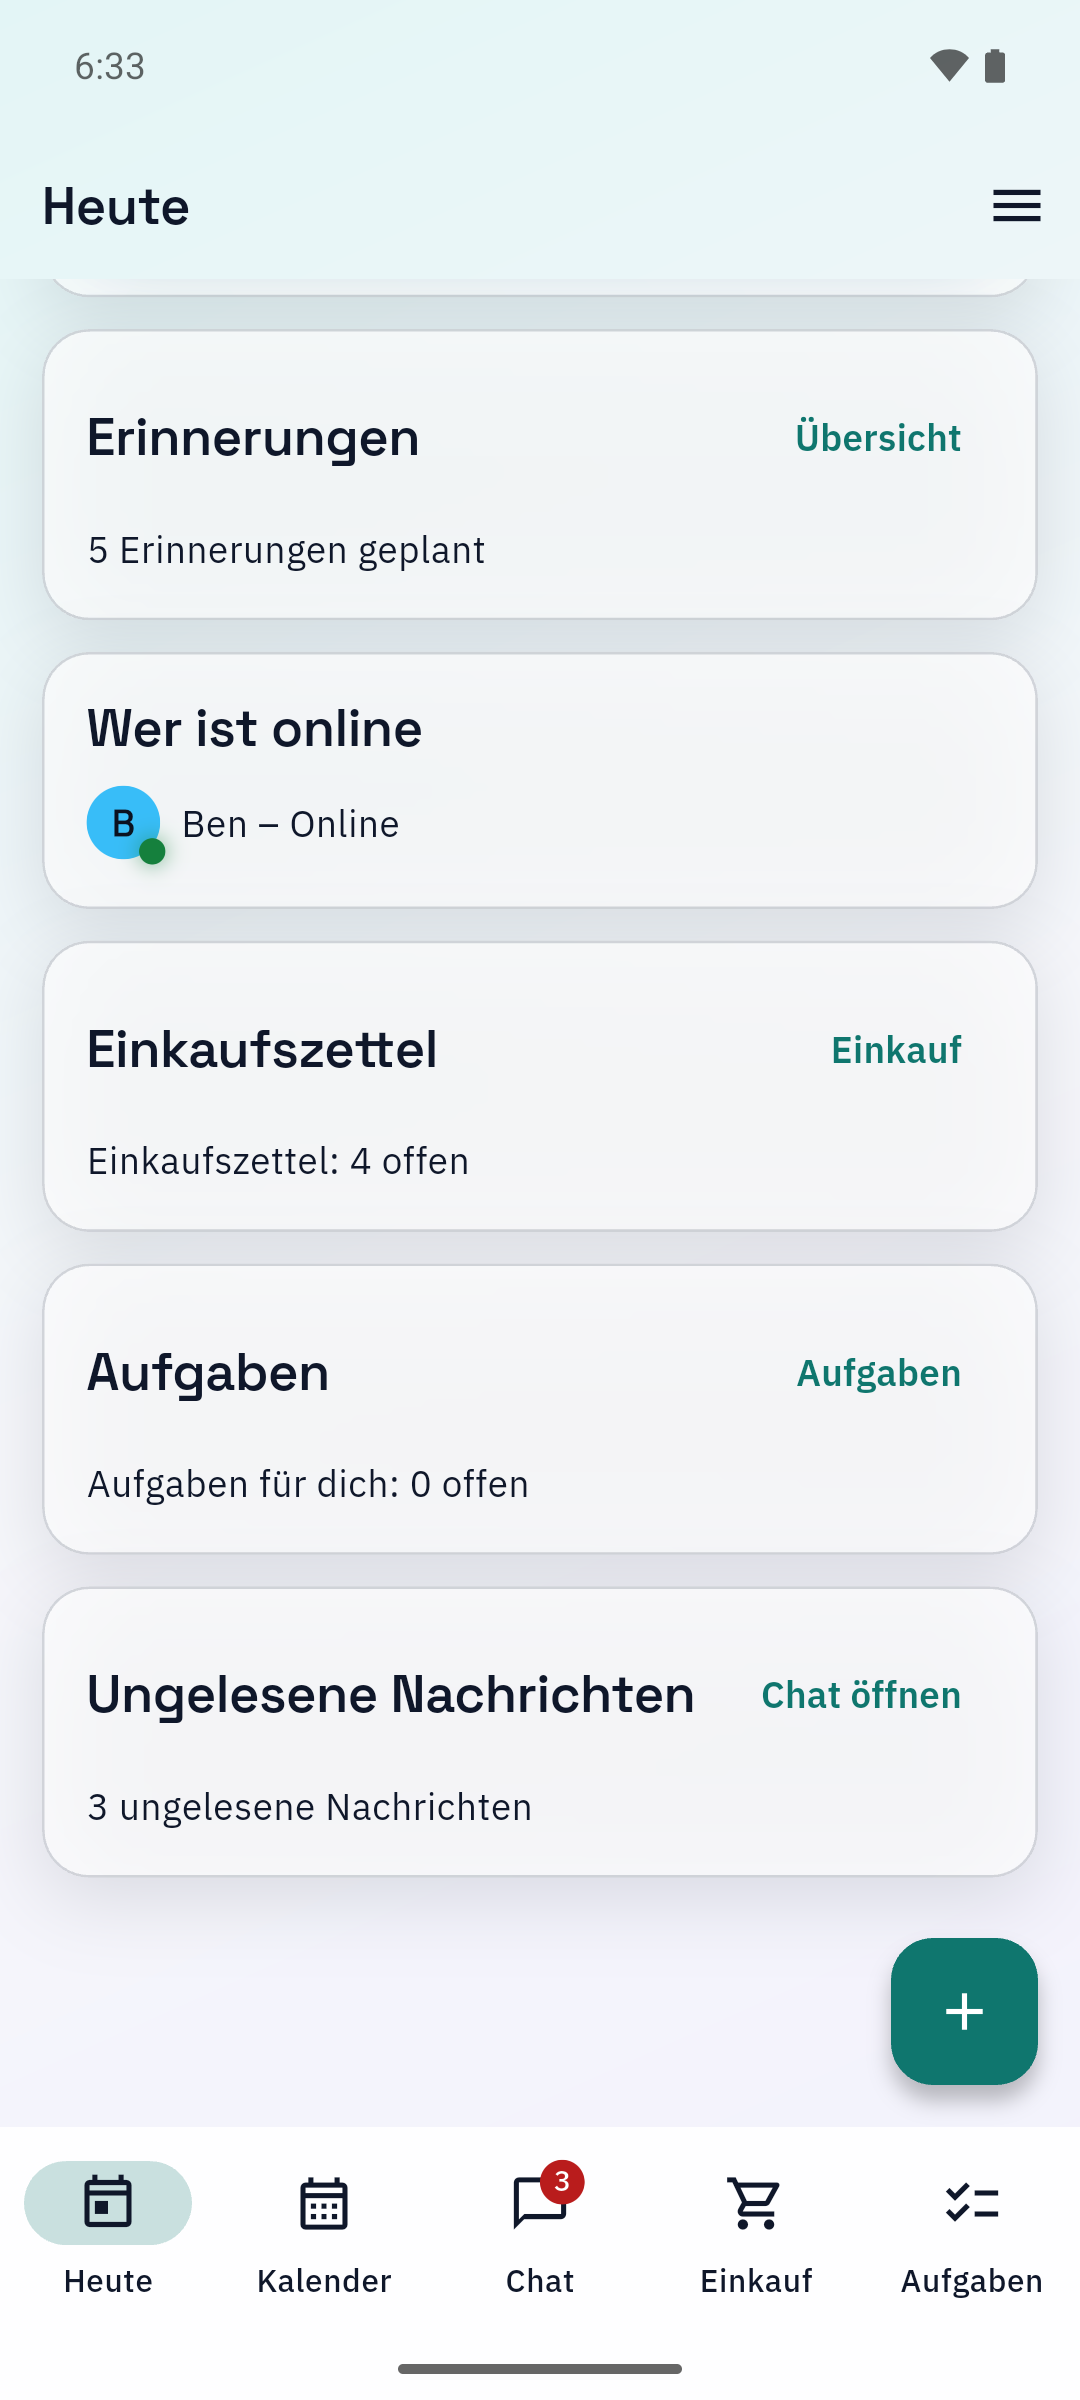 6:33
Heute
Erinnerungen Übersicht
5 Erinnerungen geplant
Wer ist online
B Ben – Online
Einkaufszettel Einkauf
Einkaufszettel: 4 offen
Aufgaben Aufgaben
Aufgaben für dich: 0 offen
Ungelesene Nachrichten Chat öffnen
3 ungelesene Nachrichten
3
Heute Kalender Chat Einkauf Aufgaben